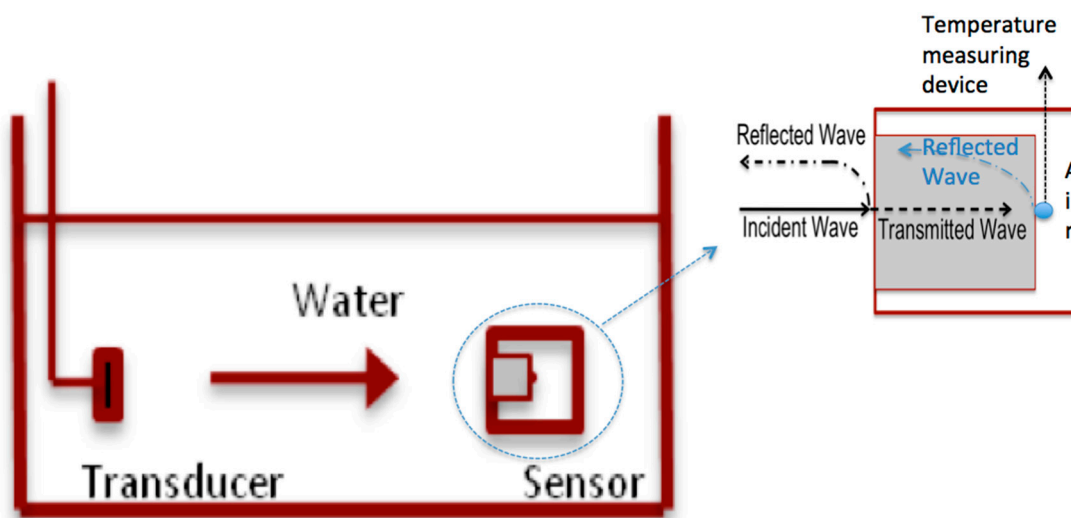 Temperature
measuring
device
Reflected Wave
Reflected
Wave
Incident Wave
Transmitted Wave
Water
Transducer
Sensor